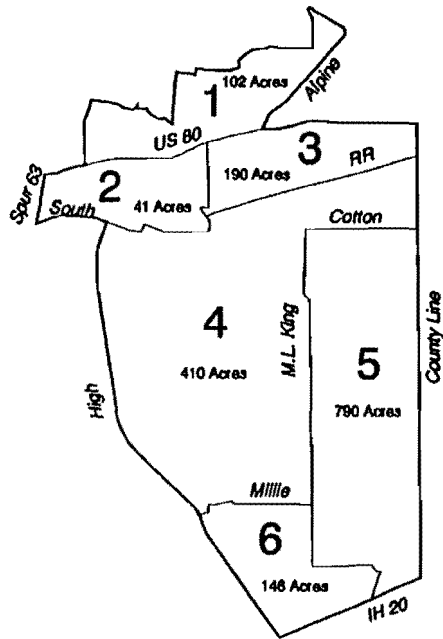 102 Acres
1
Alpine
US 80
3
RR
190 Acres
Spur 63
2
South
41 Acres
Cotton
4
410 Acres
M.L. King
5
790 Acres
County Line
High
Millie
6
146 Acres
IH 20